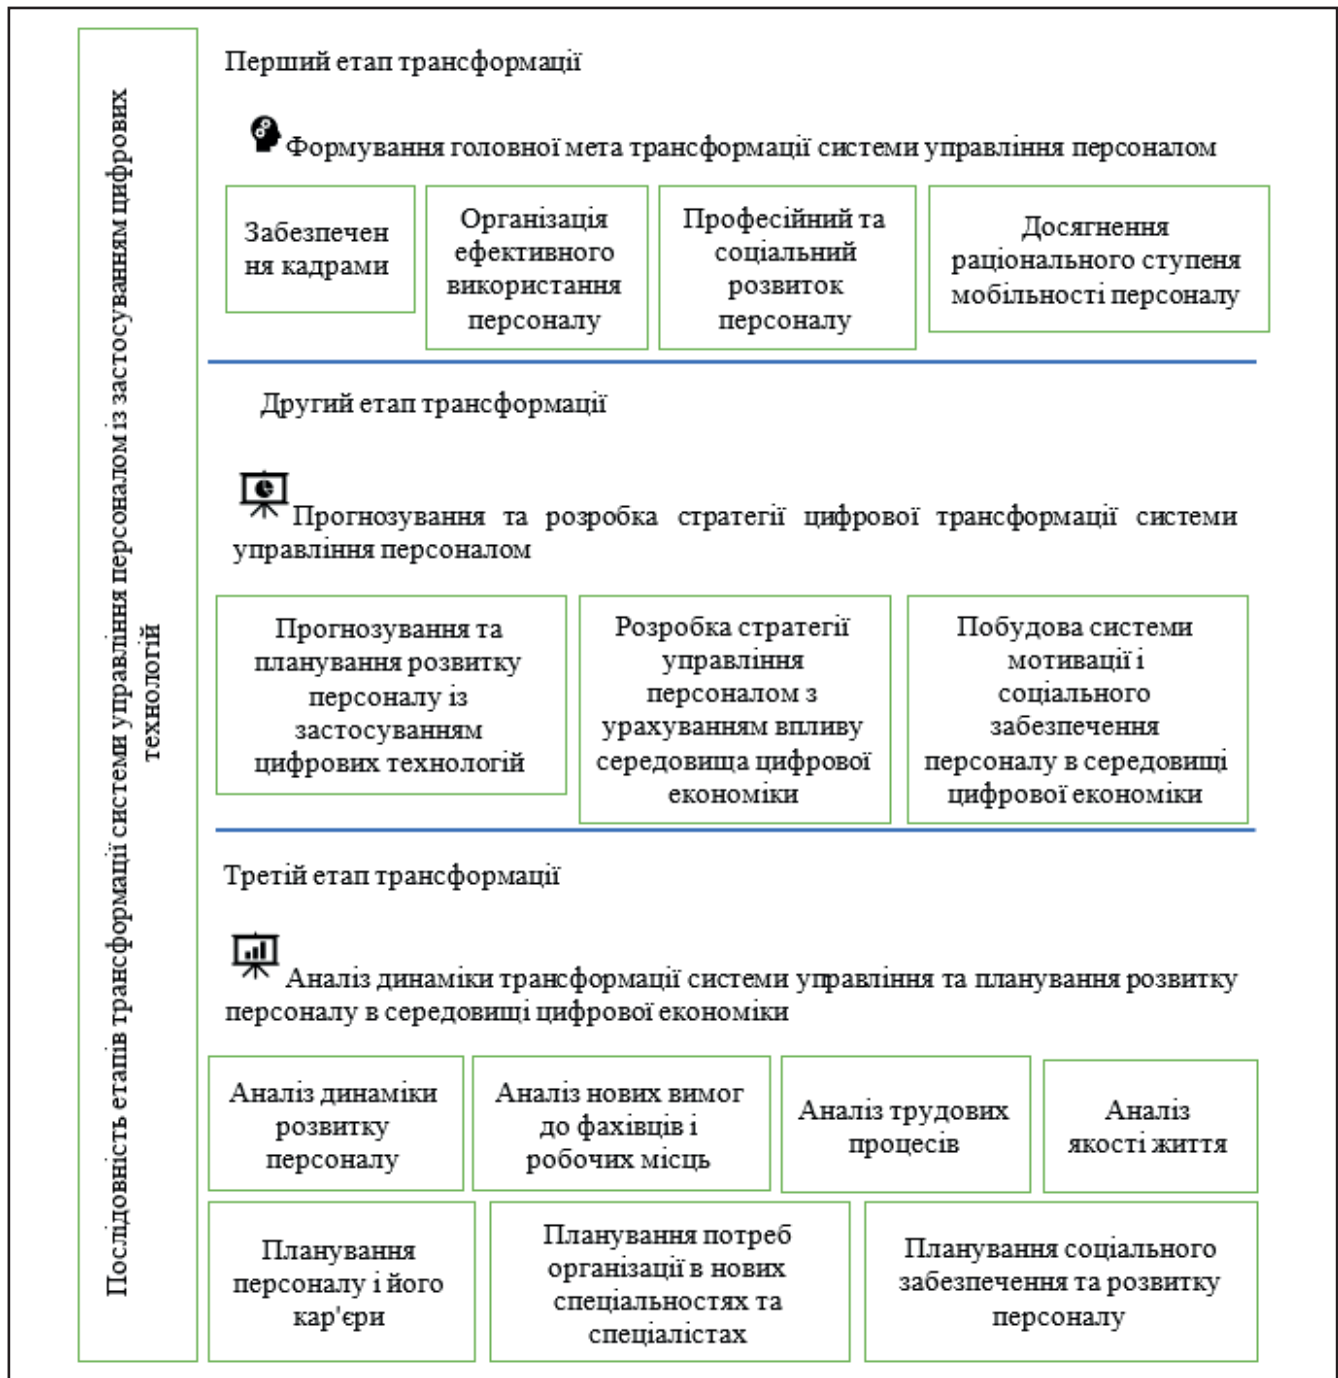 Послідовність етапів трансформації системи управління персоналом із застосуванням цифрових
технологій
Перший етап трансформації
Формування головної мета трансформації системи управління персоналом
Забезпечен
ня кадрами
Організація
ефективного
використання
персоналу
Професійний та
соціальний
розвиток
персоналу
Досягнення
раціонального ступеня
мобільності персоналу
Другий етап трансформації
Прогнозування та розробка стратегії цифрової трансформації системи
управління персоналом
Прогнозування та
планування розвитку
персоналу із
застосуванням
цифрових технологій
Розробка стратегії
управління
персоналом з
урахуванням впливу
середовища цифрової
економіки
Побудова системи
мотивації і
соціального
забезпечення
персоналу в середовищі
цифрової економіки
Третій етап трансформації
Аналіз динаміки трансформації системи управління та планування розвитку
персоналу в середовищі цифрової економіки
Аналіз динаміки
розвитку
персоналу
Аналіз нових вимог
до фахівців і
робочих місць
Аналіз трудових
процесів
Аналіз
якості життя
Планування
персоналу і його
кар'єри
Планування потреб
організації в нових
спеціальностях та
спеціалістах
Планування соціального
забезпечення та розвитку
персоналу